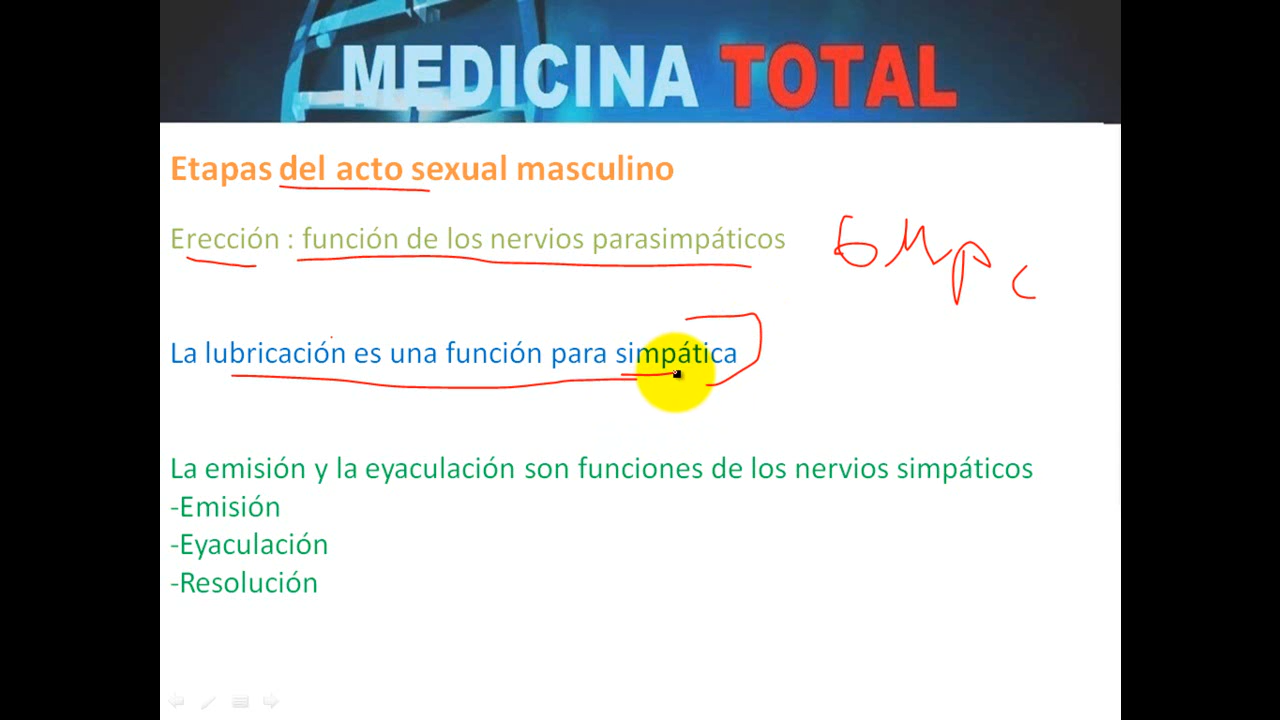 MEDICINA TOTAL
Etapas del acto sexual masculino
Erección : función de los nervios parasimpáticos
La lubricación es una función para simpática
La emisión y la eyaculación son funciones de los nervios simpáticos
-Emisión
-Eyaculación
-Resolución